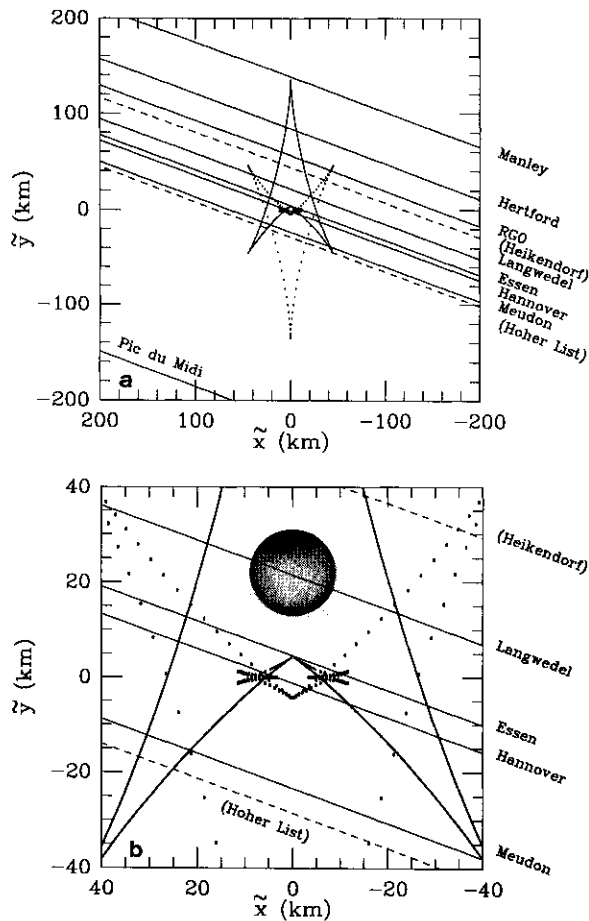 200
100
0
-100
-200
ỹ (km)
Manley
Hertford
RGO
(Heikendorf)
Langwedel
Essen
Hannover
Meudon
(Hoher List)
Pic du Midi
a
200 100 0 -100 -200
x̃ (km)
40
20
0
-20
-40
ỹ (km)
(Heikendorf)
Langwedel
Essen
Hannover
Meudon
(Hoher List)
b
40 20 0 -20 -40
x̃ (km)